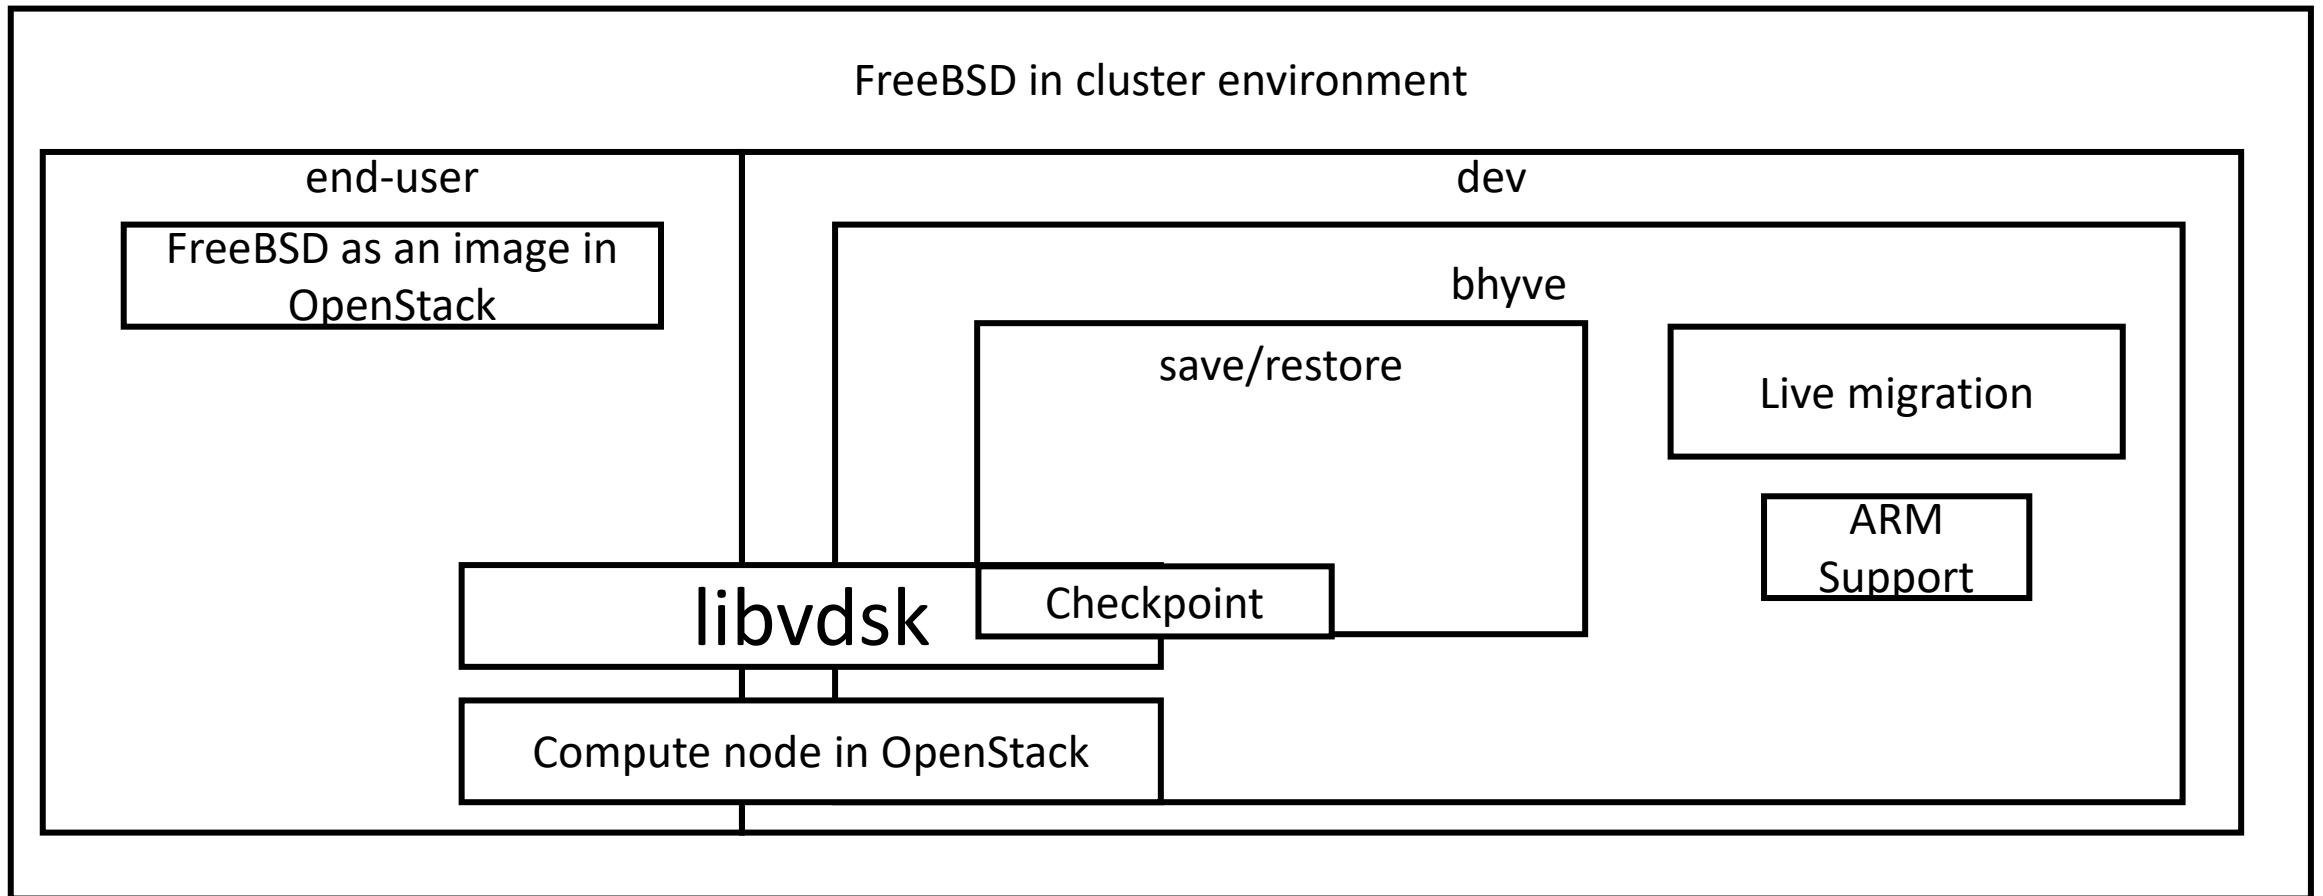 FreeBSD in cluster environment
end-user
dev
FreeBSD as an image in
OpenStack
bhyve
save/restore
Live migration
ARM
Support
libvdsk
Checkpoint
Compute node in OpenStack